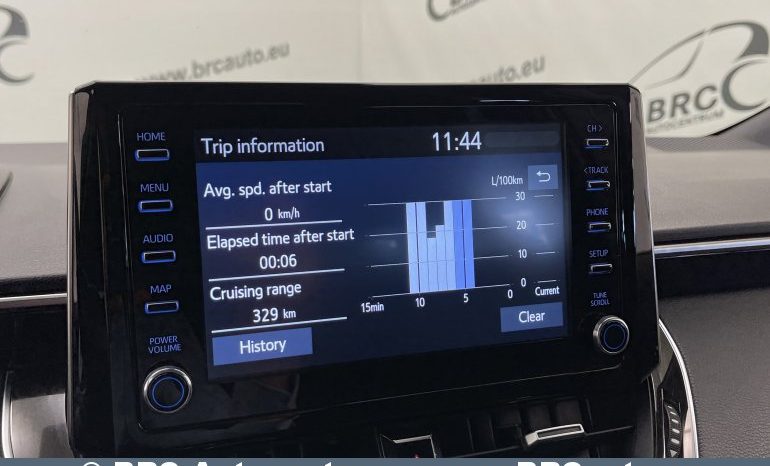 www.brcauto.eu
BRC
AUTOCENTRUM
HOME
MENU
AUDIO
MAP
POWER
VOLUME
Trip information
11:44
Avg. spd. after start
0 km/h
Elapsed time after start
00:06
Cruising range
329 km
History
L/100km
30
20
10
0
15min
10
5
0
Current
Clear
CH >
< TRACK
PHONE
SETUP
TUNE
SCROLL